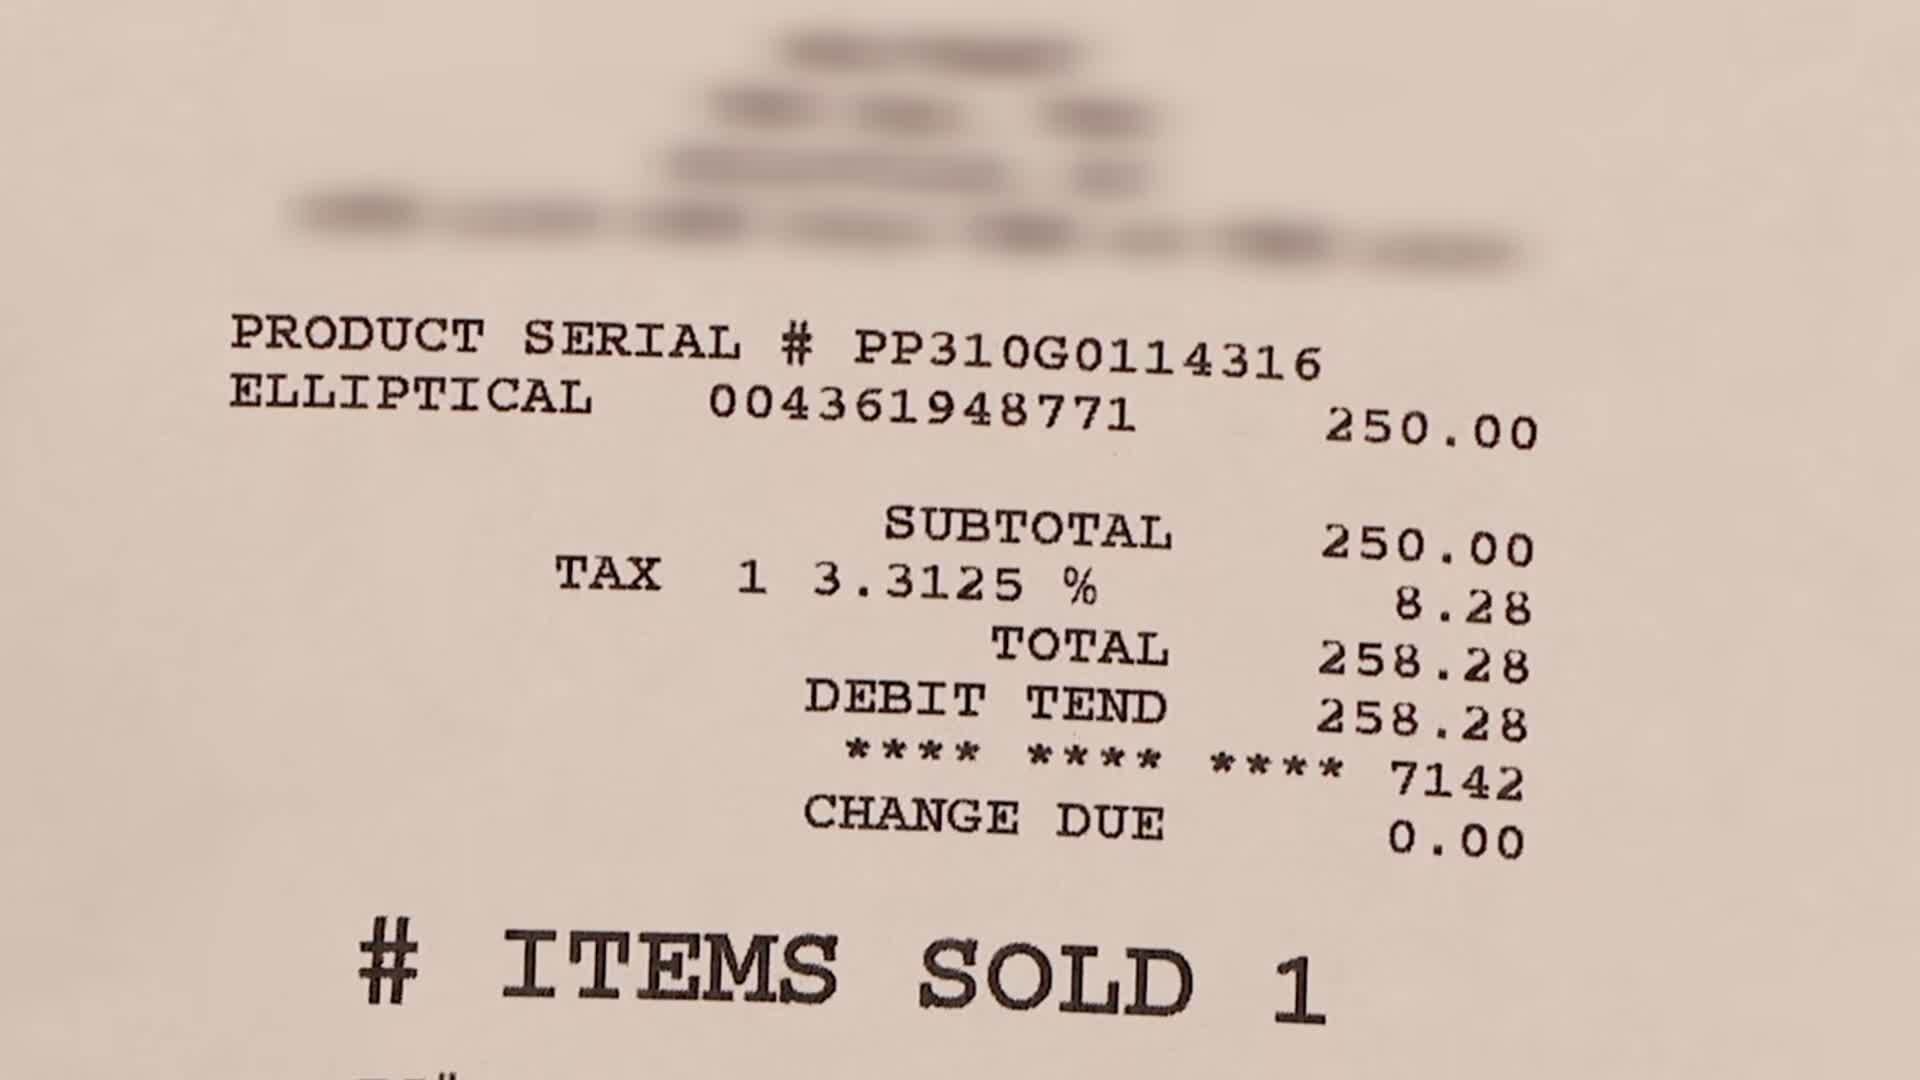 PRODUCT SERIAL # PP310G0114316
ELLIPTICAL 004361948771 250.00
SUBTOTAL 250.00
TAX 1 3.3125 % 8.28
TOTAL 258.28
DEBIT TEND 258.28
**** **** **** 7142
CHANGE DUE 0.00
# ITEMS SOLD 1